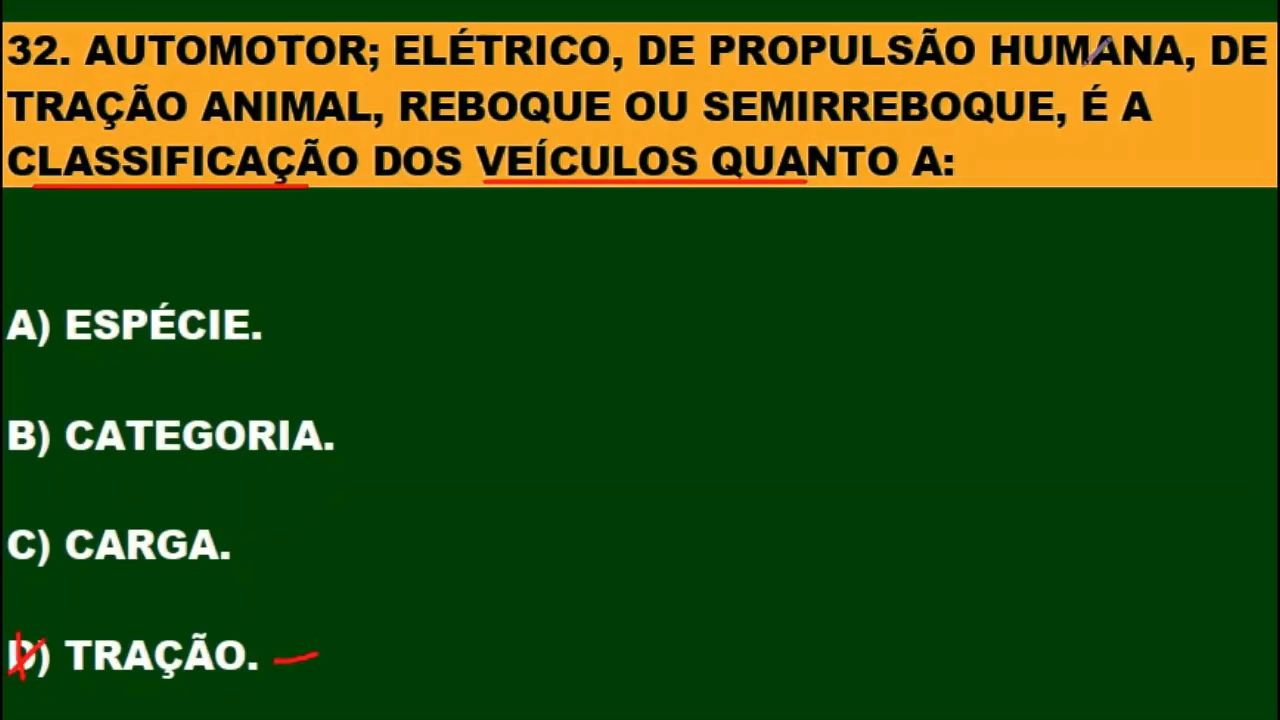 32. AUTOMOTOR; ELÉTRICO, DE PROPULSÃO HUMANA, DE
TRAÇÃO ANIMAL, REBOQUE OU SEMIRREBOQUE, É A
CLASSIFICAÇÃO DOS VEÍCULOS QUANTO A:
A) ESPÉCIE.
B) CATEGORIA.
C) CARGA.
D) TRAÇÃO.